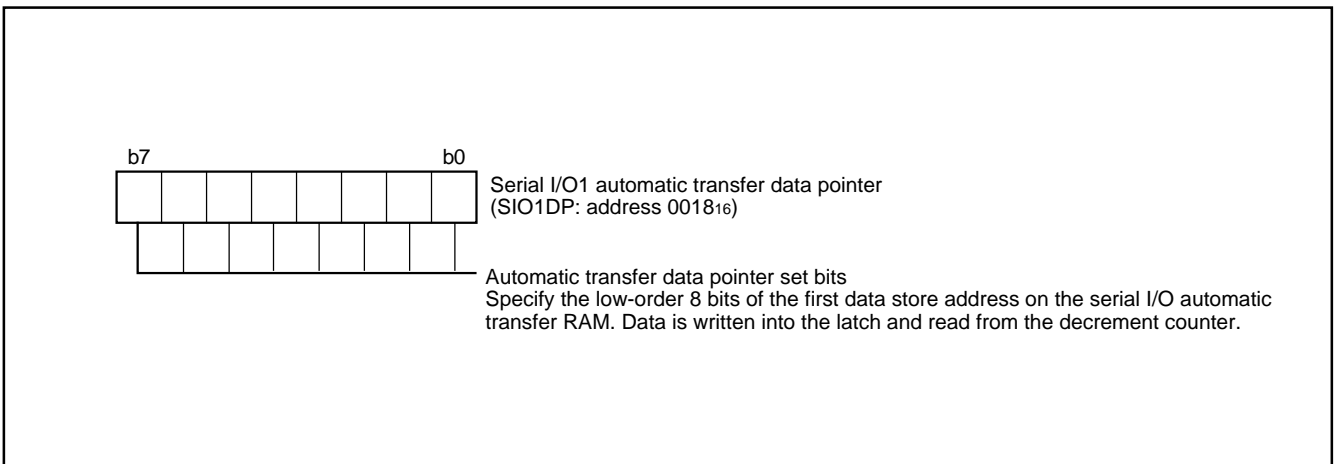 b7 b0
Serial I/O1 automatic transfer data pointer
(SIO1DP: address 0018₁₆)
Automatic transfer data pointer set bits
Specify the low-order 8 bits of the first data store address on the serial I/O automatic
transfer RAM. Data is written into the latch and read from the decrement counter.